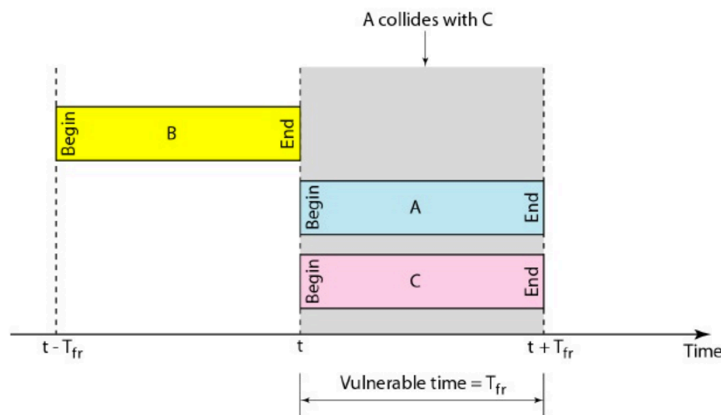 A collides with C
Begin B End
Begin A End
Begin C End
t - Tfr t t + Tfr Time
Vulnerable time = Tfr